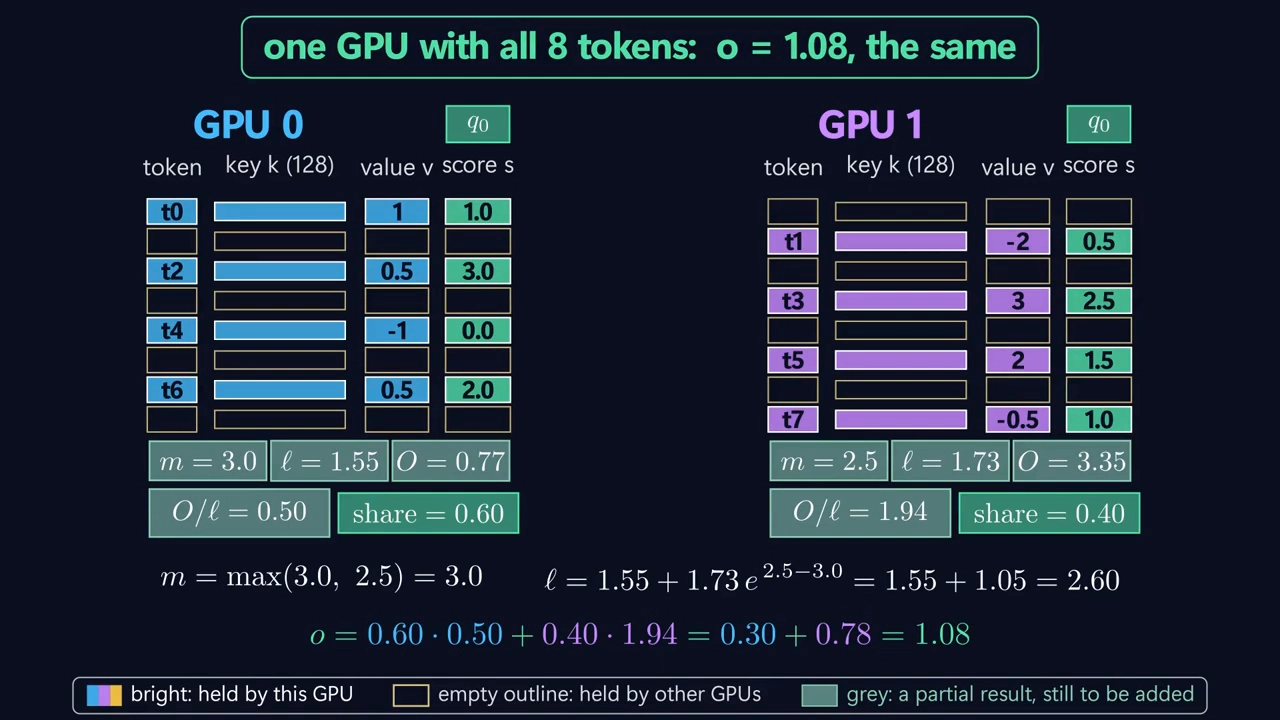 one GPU with all 8 tokens: o = 1.08, the same
GPU 0 q₀
token key k (128) value v score s
t0 1 1.0
t2 0.5 3.0
t4 -1 0.0
t6 0.5 2.0
m = 3.0 ℓ = 1.55 O = 0.77
O/ℓ = 0.50 share = 0.60
GPU 1 q₀
token key k (128) value v score s
t1 -2 0.5
t3 3 2.5
t5 2 1.5
t7 -0.5 1.0
m = 2.5 ℓ = 1.73 O = 3.35
O/ℓ = 1.94 share = 0.40
m = max(3.0, 2.5) = 3.0 ℓ = 1.55 + 1.73 e^{2.5−3.0} = 1.55 + 1.05 = 2.60
o = 0.60 · 0.50 + 0.40 · 1.94 = 0.30 + 0.78 = 1.08
bright: held by this GPU empty outline: held by other GPUs grey: a partial result, still to be added